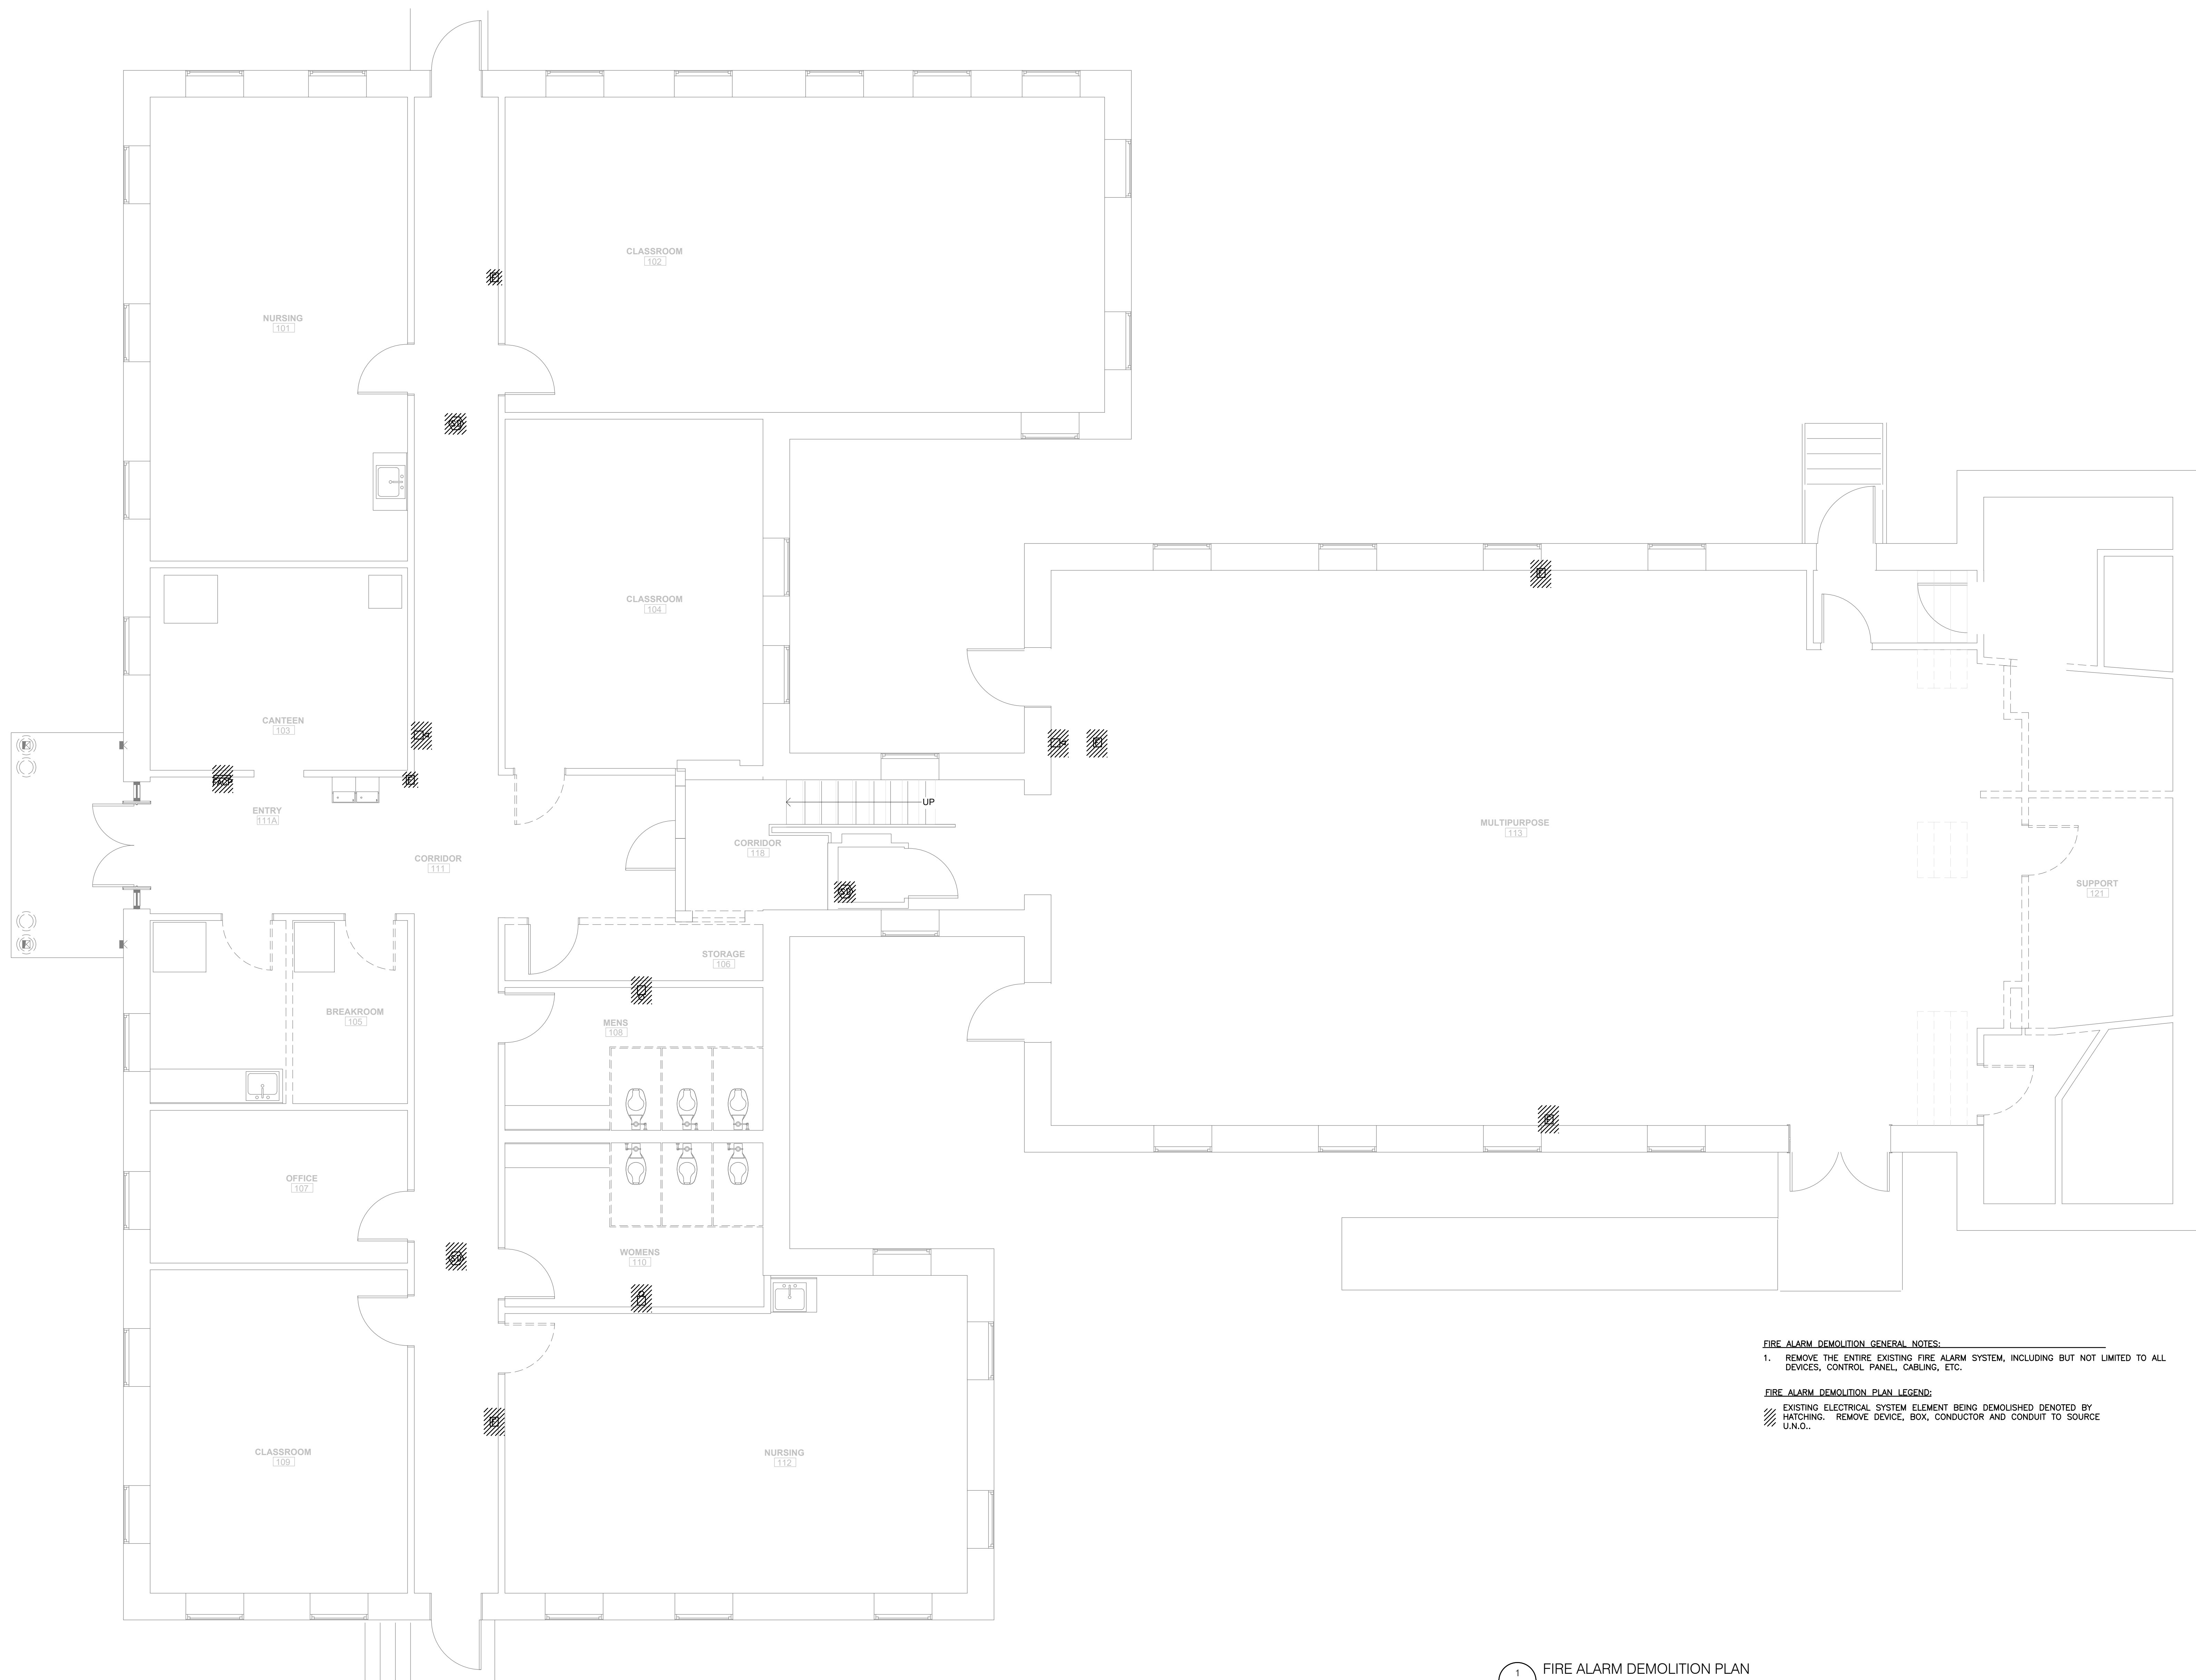 CLASSROOM
102
NURSING
101
CLASSROOM
104
CANTEEN
103
FACP
ENTRY
111A
UP
MULTIPURPOSE
113
CORRIDOR
118
CORRIDOR
111
SUPPORT
121
STORAGE
106
BREAKROOM
105
MENS
108
OFFICE
107
WOMENS
110
CLASSROOM
109
NURSING
112
FIRE ALARM DEMOLITION GENERAL NOTES:
1. REMOVE THE ENTIRE EXISTING FIRE ALARM SYSTEM, INCLUDING BUT NOT LIMITED TO ALL
DEVICES, CONTROL PANEL, CABLING, ETC.
FIRE ALARM DEMOLITION PLAN LEGEND:
EXISTING ELECTRICAL SYSTEM ELEMENT BEING DEMOLISHED DENOTED BY
HATCHING. REMOVE DEVICE, BOX, CONDUCTOR AND CONDUIT TO SOURCE
U.N.O..
1
FIRE ALARM DEMOLITION PLAN